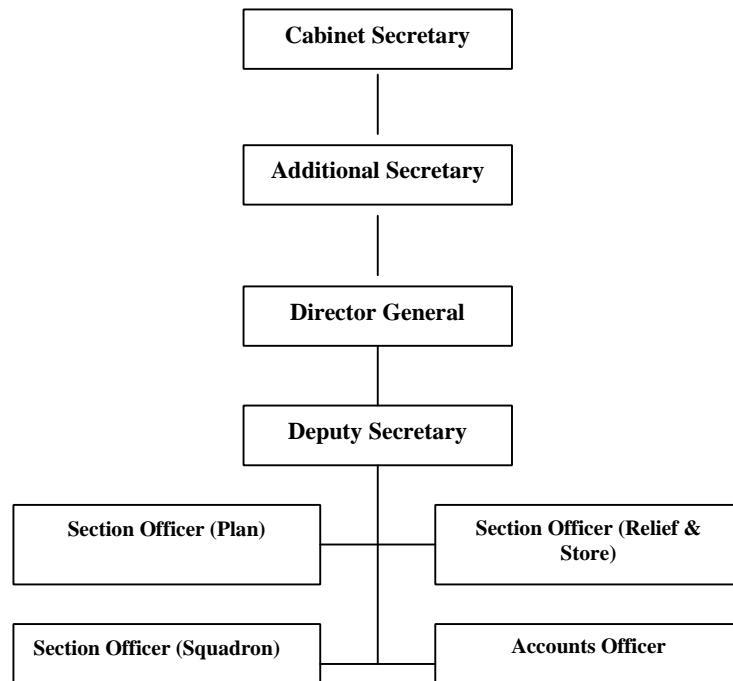 Cabinet Secretary
Additional Secretary
Director General
Deputy Secretary
Section Officer (Plan)
Section Officer (Relief &
Store)
Section Officer (Squadron)
Accounts Officer